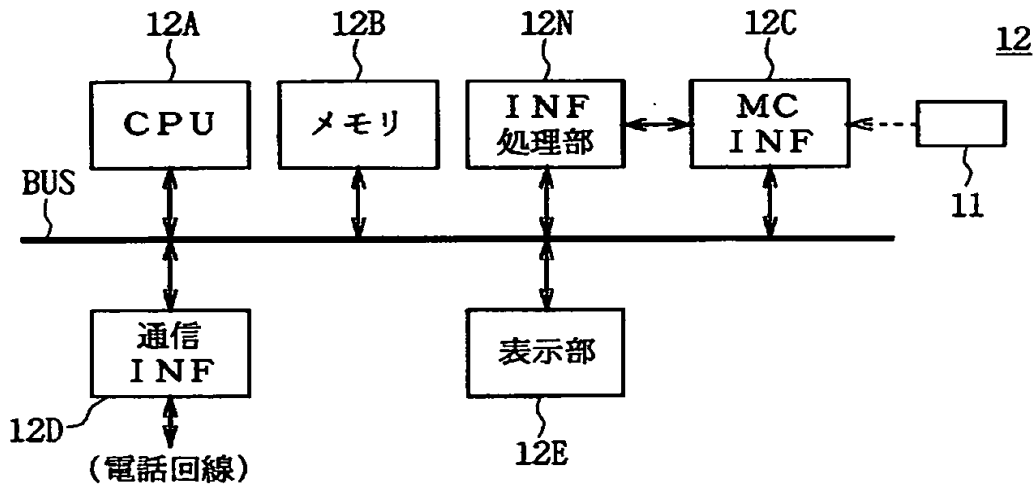 12A
12B
12N
12C
12
CPU
メモリ
INF
処理部
MC
INF
11
BUS
通信
INF
表示部
12D
12E
(電話回線)